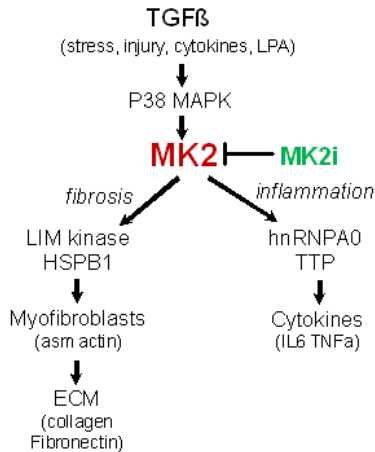 TGFß
(stress, injury, cytokines, LPA)
P38 MAPK
MK2
MK2i
fibrosis
inflammation
LIM kinase
HSPB1
hnRNPA0
TTP
Myofibroblasts
(asm actin)
Cytokines
(IL6 TNFa)
ECM
(collagen
Fibronectin)